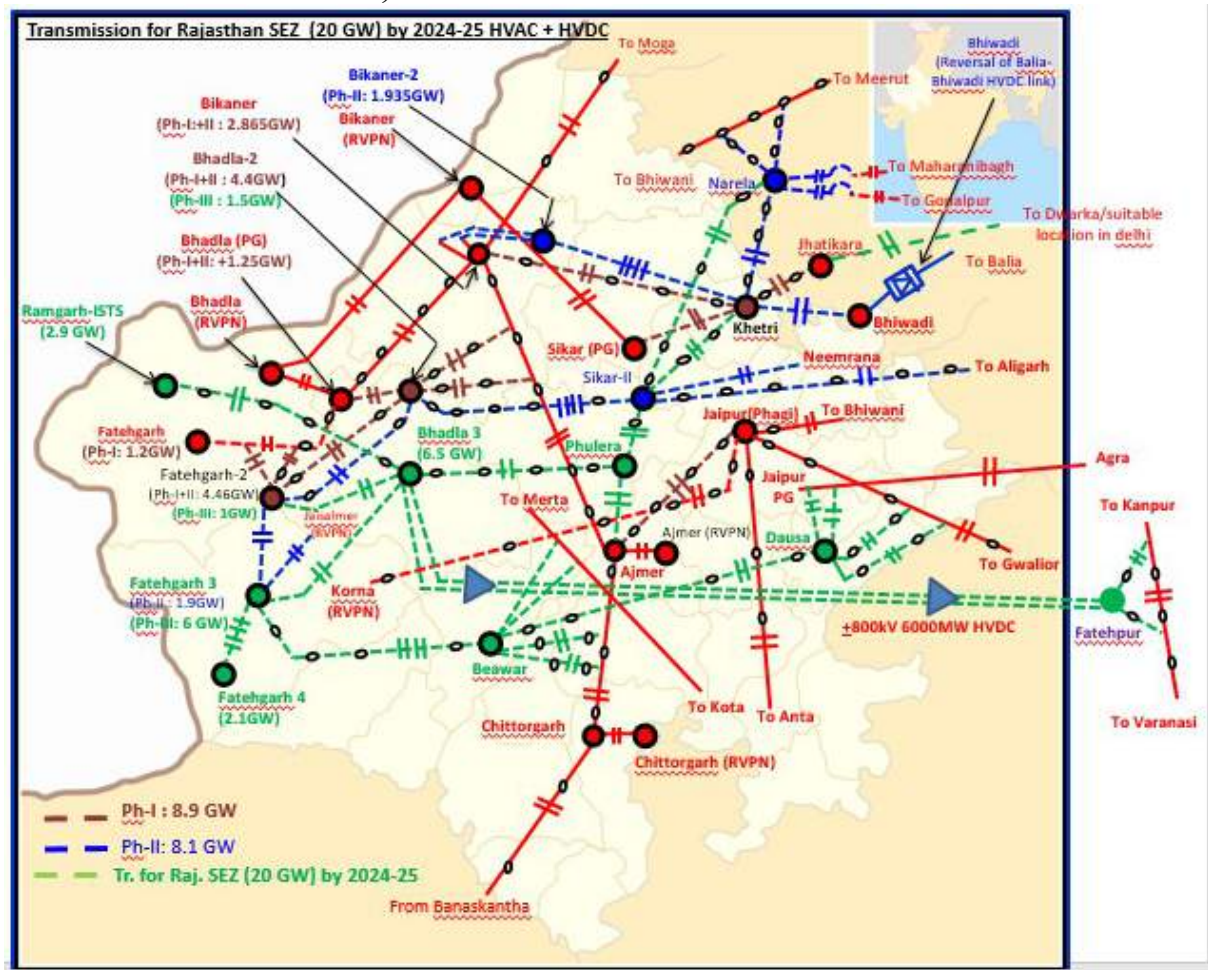 Transmission for Rajasthan SEZ (20 GW) by 2024-25 HVAC + HVDC
To Moga
Bhiwadi
(Reversal of Balia-
Bhiwadi HVDC link)
Bikaner-2
(Ph-II: 1.935GW)
To Meerut
Bikaner
(Ph-I:+II : 2.865GW)
Bikaner
(RVPN)
Bhadla-2
(Ph-I+II : 4.4GW)
(Ph-III: 1.5GW)
To Bhiwani
Narela
To Maharanibagh
To Gopalpur
To Dwarka/suitable
location in delhi
Bhadla (PG)
(Ph-I+II: +1.25GW)
Jhatikara
To Balia
Ramgarh-ISTS
(2.9 GW)
Bhadla
(RVPN)
Khetri
Bhiwadi
Sikar (PG)
Neemrana
Sikar-II
To Aligarh
Fatehgarh
(Ph-I: 1.2GW)
Jaipur(Phagi)
To Bhiwani
Bhadla 3
(6.5 GW)
Phulera
Fatehgarh-2
(Ph-I+II: 4.46GW)
(Ph-III: 1GW)
Jaisalmer
(RVPN)
To Merta
Jaipur
PG
Agra
To Kanpur
Ajmer (RVPN)
Dausa
Ajmer
To Gwalior
Fatehgarh 3
(Ph-II : 1.9GW)
(Ph-III: 6 GW)
Korna
(RVPN)
+800kV 6000MW HVDC
Fatehpur
Beawar
Fatehgarh 4
(2.1GW)
To Kota
To Anta
To Varanasi
Chittorgarh
Chittorgarh (RVPN)
Ph-I : 8.9 GW
Ph-II: 8.1 GW
Tr. for Raj. SEZ (20 GW) by 2024-25
From Banaskantha